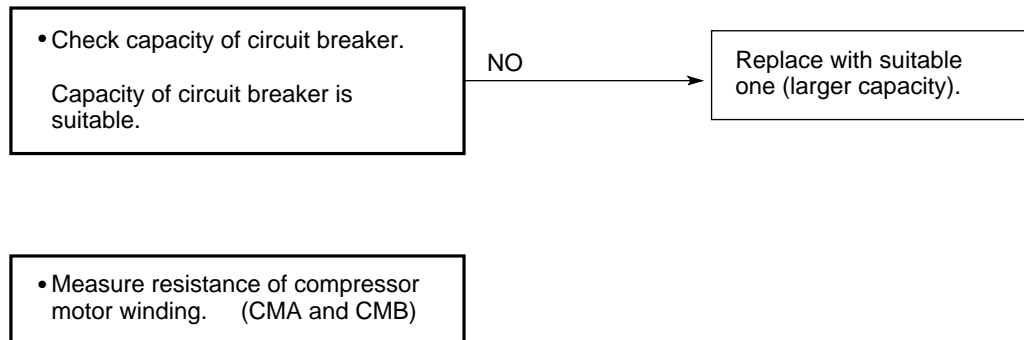 • Check capacity of circuit breaker.
Capacity of circuit breaker is
suitable.
NO
Replace with suitable
one (larger capacity).
• Measure resistance of compressor
motor winding. (CMA and CMB)